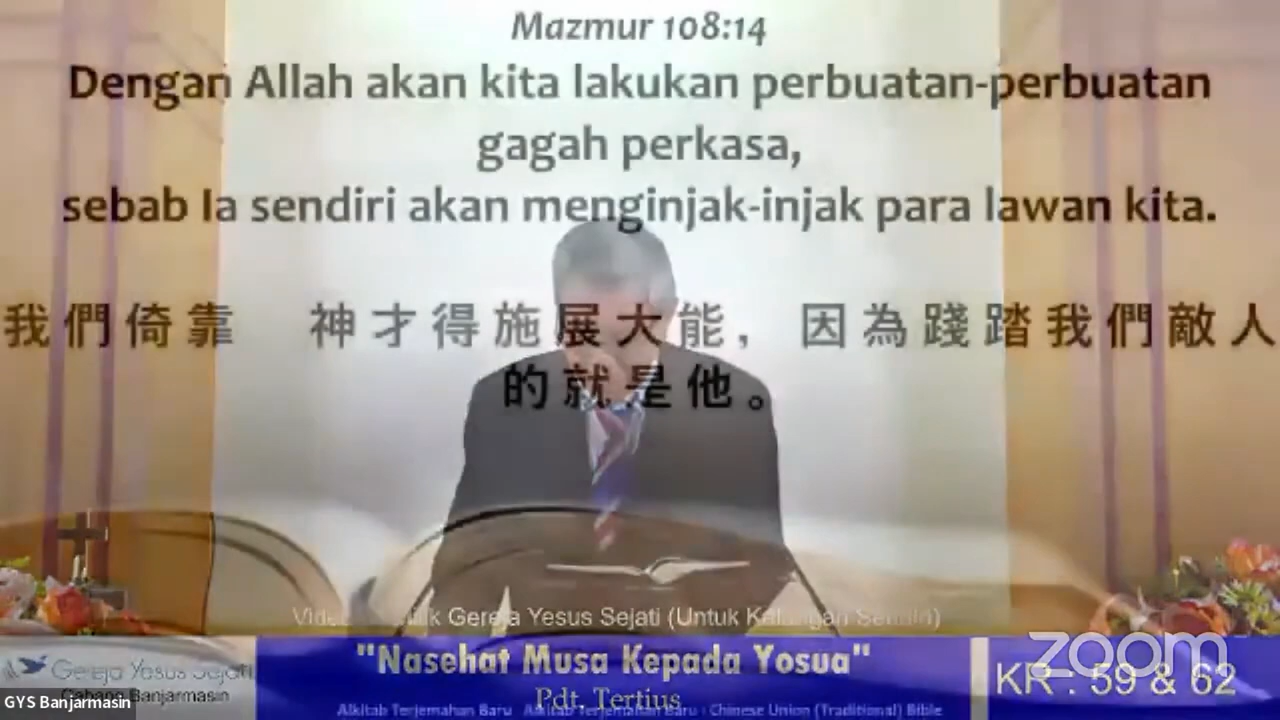 Mazmur 108:14
Dengan Allah akan kita lakukan perbuatan-perbuatan
gagah perkasa,
sebab Ia sendiri akan menginjak-injak para lawan kita.
我們倚靠 神才得施展大能，因為踐踏我們敵人
的就是他。
Gereja Yesus Sejati (Untuk Kalangan Sendiri)
Gereja Yesus Sejati
Cabang Banjarmasin
GYS Banjarmasin
"Nasehat Musa Kepada Yosua"
Pdt. Tertius
Alkitab Terjemahan Baru Alkitab Terjemahan Baru - Chinese Union (Traditional) Bible
KR : 59 & 62
zoom